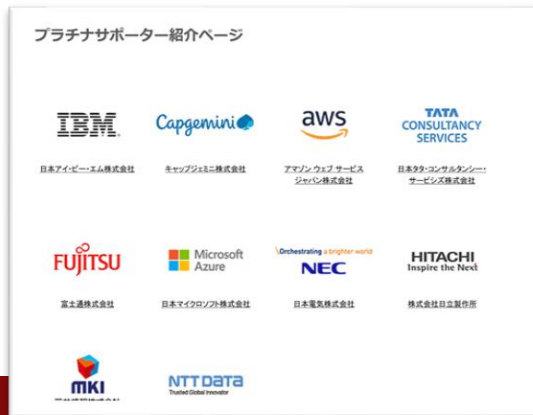 プラチナサポーター紹介ページ
IBM
Capgemini
aws
TATA
CONSULTANCY
SERVICES
日本アイ・ビー・エム株式会社
キャップジェミニ株式会社
アマゾン ウェブ サービス
ジャパン株式会社
日本タタ・コンサルタンシー・
サービシズ株式会社
FUJITSU
Microsoft
Azure
\Orchestrating a brighter world
NEC
HITACHI
Inspire the Next
富士通株式会社
日本マイクロソフト株式会社
日本電気株式会社
株式会社日立製作所
MKI
NTT DATA
Trusted Global Innovator